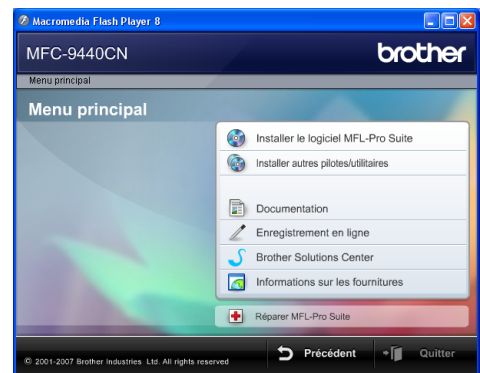 Macromedia Flash Player 8
MFC-9440CN
brother
Menu principal
Menu principal
Installer le logiciel MFL-Pro Suite
Installer autres pilotes/utilitaires
Documentation
Enregistrement en ligne
Brother Solutions Center
Informations sur les fournitures
Réparer MFL-Pro Suite
© 2001-2007 Brother Industries Ltd. All rights reserved
Précédent
Quitter